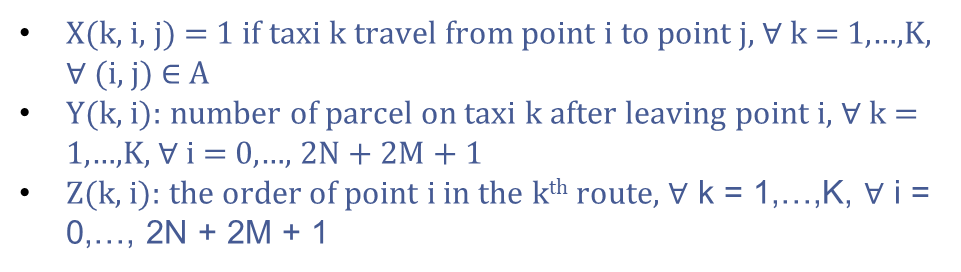 • X(k, i, j) = 1 if taxi k travel from point i to point j, ∀ k = 1,...,K,
∀ (i, j) ∈ A
• Y(k, i): number of parcel on taxi k after leaving point i, ∀ k =
1,...,K, ∀ i = 0,..., 2N + 2M + 1
• Z(k, i): the order of point i in the kᵗʰ route, ∀ k = 1,...,K, ∀ i =
0,..., 2N + 2M + 1